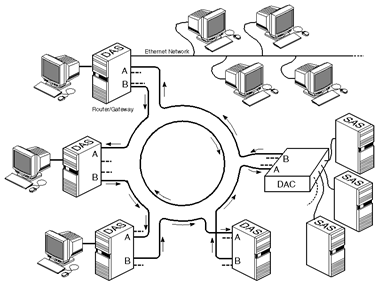 DAS
A
B
Ethernet Network
Router/Gateway
DAS
A
B
B
A
DAC
SAS
SAS
SAS
DAS
A
B
DAS
A
B